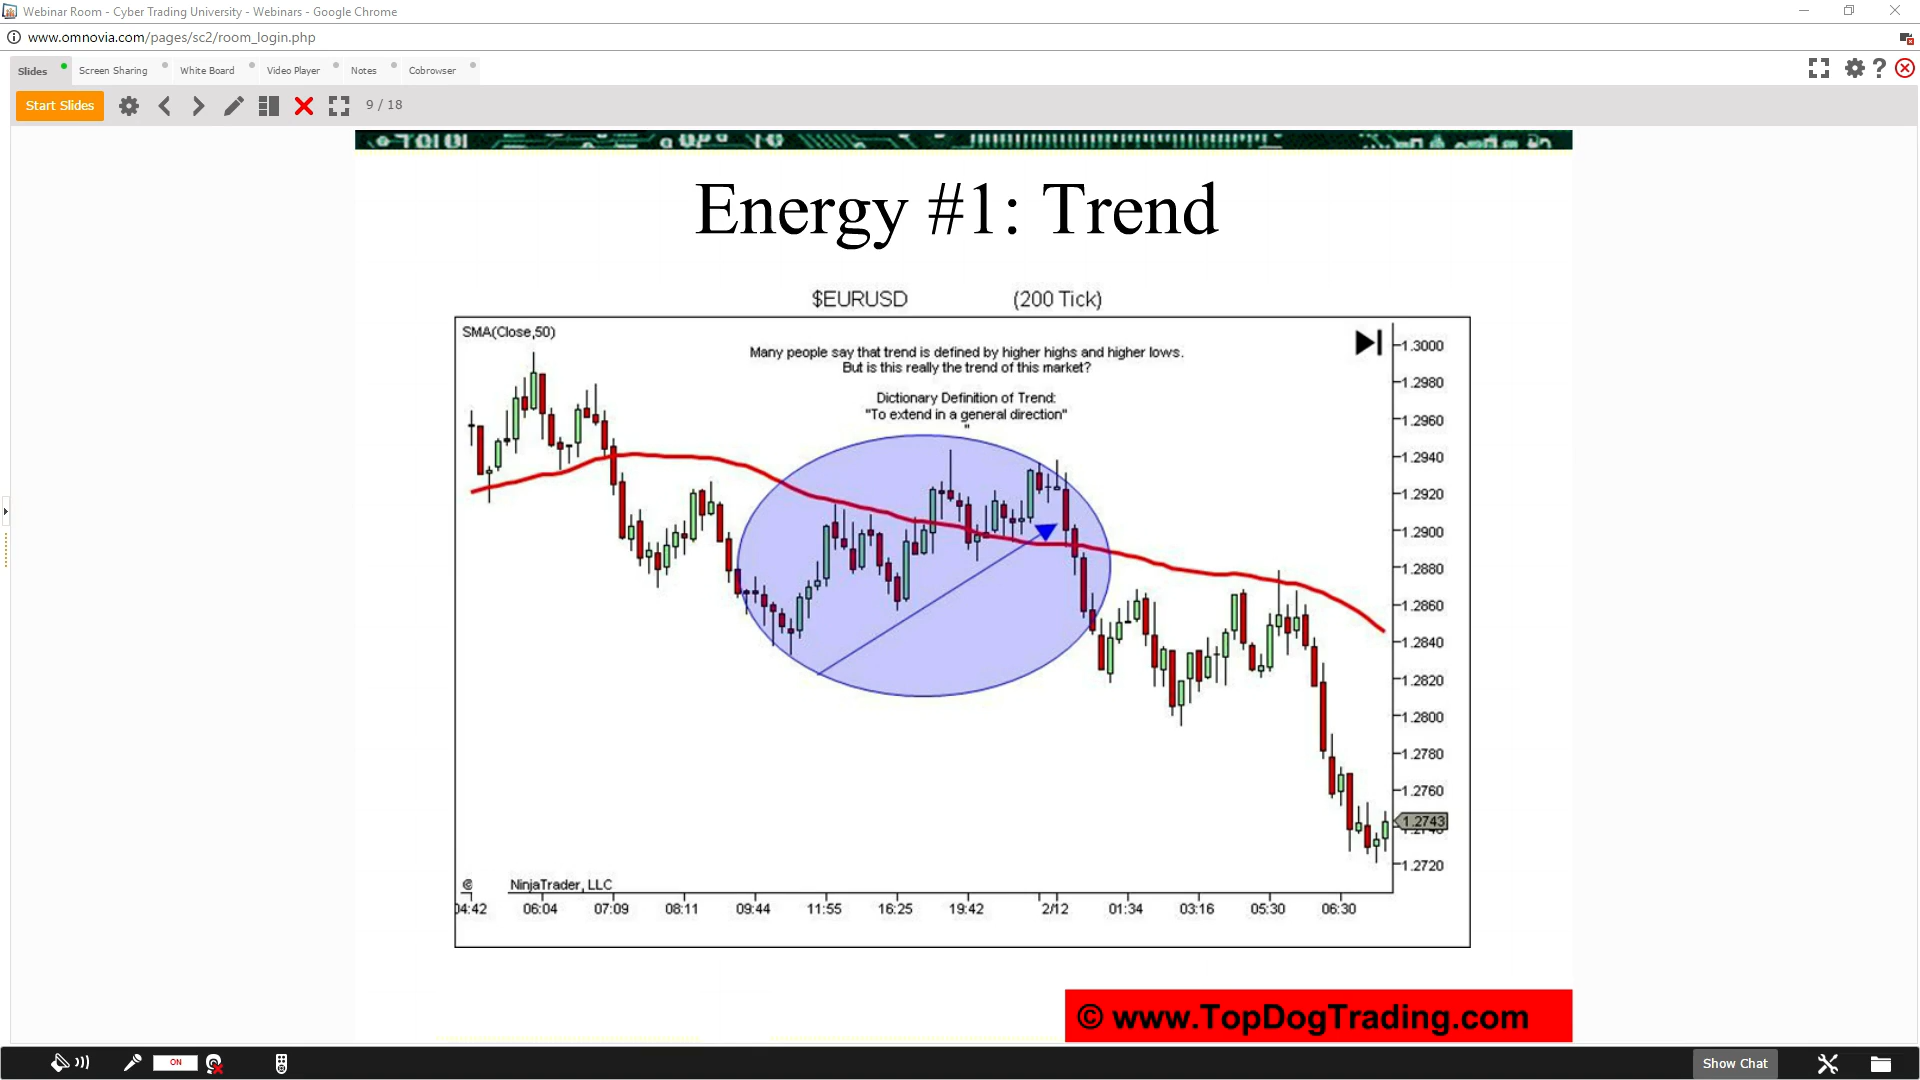 Webinar Room - Cyber Trading University - Webinars - Google Chrome
www.omnovia.com/pages/sc2/room_login.php
Slides Screen Sharing White Board Video Player Notes Cobrowser
Start Slides 9 / 18
Energy #1: Trend
$EURUSD (200 Tick)
SMA(Close,50)
Many people say that trend is defined by higher highs and higher lows.
But is this really the trend of this market?
Dictionary Definition of Trend:
"To extend in a general direction"
"
1.3000
1.2980
1.2960
1.2940
1.2920
1.2900
1.2880
1.2860
1.2840
1.2820
1.2800
1.2780
1.2760
1.2743
1.2720
© NinjaTrader, LLC
04:42 06:04 07:09 08:11 09:44 11:55 16:25 19:42 2/12 01:34 03:16 05:30 06:30
© www.TopDogTrading.com
ON
Show Chat